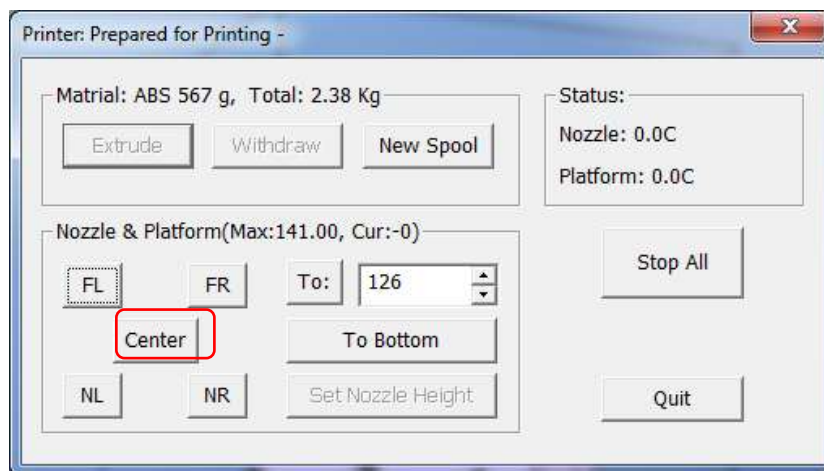 Printer: Prepared for Printing -
Matrial: ABS 567 g, Total: 2.38 Kg
Extrude
Withdraw
New Spool
Status:
Nozzle: 0.0C
Platform: 0.0C
Nozzle & Platform(Max:141.00, Cur:-0)
FL
FR
To:
126
Center
To Bottom
NL
NR
Set Nozzle Height
Stop All
Quit